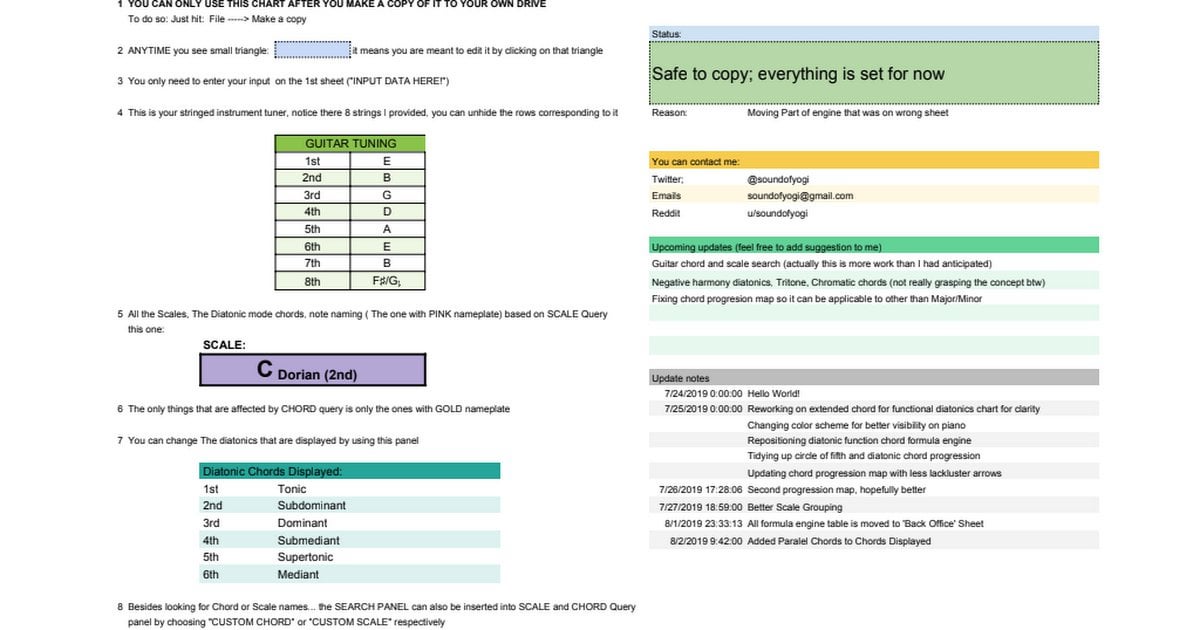 1 YOU CAN ONLY USE THIS CHART AFTER YOU MAKE A COPY OF IT TO YOUR OWN DRIVE
To do so: Just hit: File -----> Make a copy
2 ANYTIME you see small triangle: it means you are meant to edit it by clicking on that triangle
3 You only need to enter your input on the 1st sheet ("INPUT DATA HERE!")
4 This is your stringed instrument tuner, notice there 8 strings I provided, you can unhide the rows corresponding to it
GUITAR TUNING
1st E
2nd B
3rd G
4th D
5th A
6th E
7th B
8th F♯/G♭
5 All the Scales, The Diatonic mode chords, note naming ( The one with PINK nameplate) based on SCALE Query
this one:
SCALE:
C Dorian (2nd)
6 The only things that are affected by CHORD query is only the ones with GOLD nameplate
7 You can change The diatonics that are displayed by using this panel
Diatonic Chords Displayed:
1st Tonic
2nd Subdominant
3rd Dominant
4th Submediant
5th Supertonic
6th Mediant
8 Besides looking for Chord or Scale names... the SEARCH PANEL can also be inserted into SCALE and CHORD Query
panel by choosing "CUSTOM CHORD" or "CUSTOM SCALE" respectively
Status:
Safe to copy; everything is set for now
Reason: Moving Part of engine that was on wrong sheet
You can contact me:
Twitter; @soundofyogi
Emails soundofyogi@gmail.com
Reddit u/soundofyogi
Upcoming updates (feel free to add suggestion to me)
Guitar chord and scale search (actually this is more work than I had anticipated)
Negative harmony diatonics, Tritone, Chromatic chords (not really grasping the concept btw)
Fixing chord progresion map so it can be applicable to other than Major/Minor
Update notes
7/24/2019 0:00:00 Hello World!
7/25/2019 0:00:00 Reworking on extended chord for functional diatonics chart for clarity
Changing color scheme for better visibility on piano
Repositioning diatonic function chord formula engine
Tidying up circle of fifth and diatonic chord progression
Updating chord progression map with less lackluster arrows
7/26/2019 17:28:06 Second progression map, hopefully better
7/27/2019 18:59:00 Better Scale Grouping
8/1/2019 23:33:13 All formula engine table is moved to 'Back Office' Sheet
8/2/2019 9:42:00 Added Paralel Chords to Chords Displayed